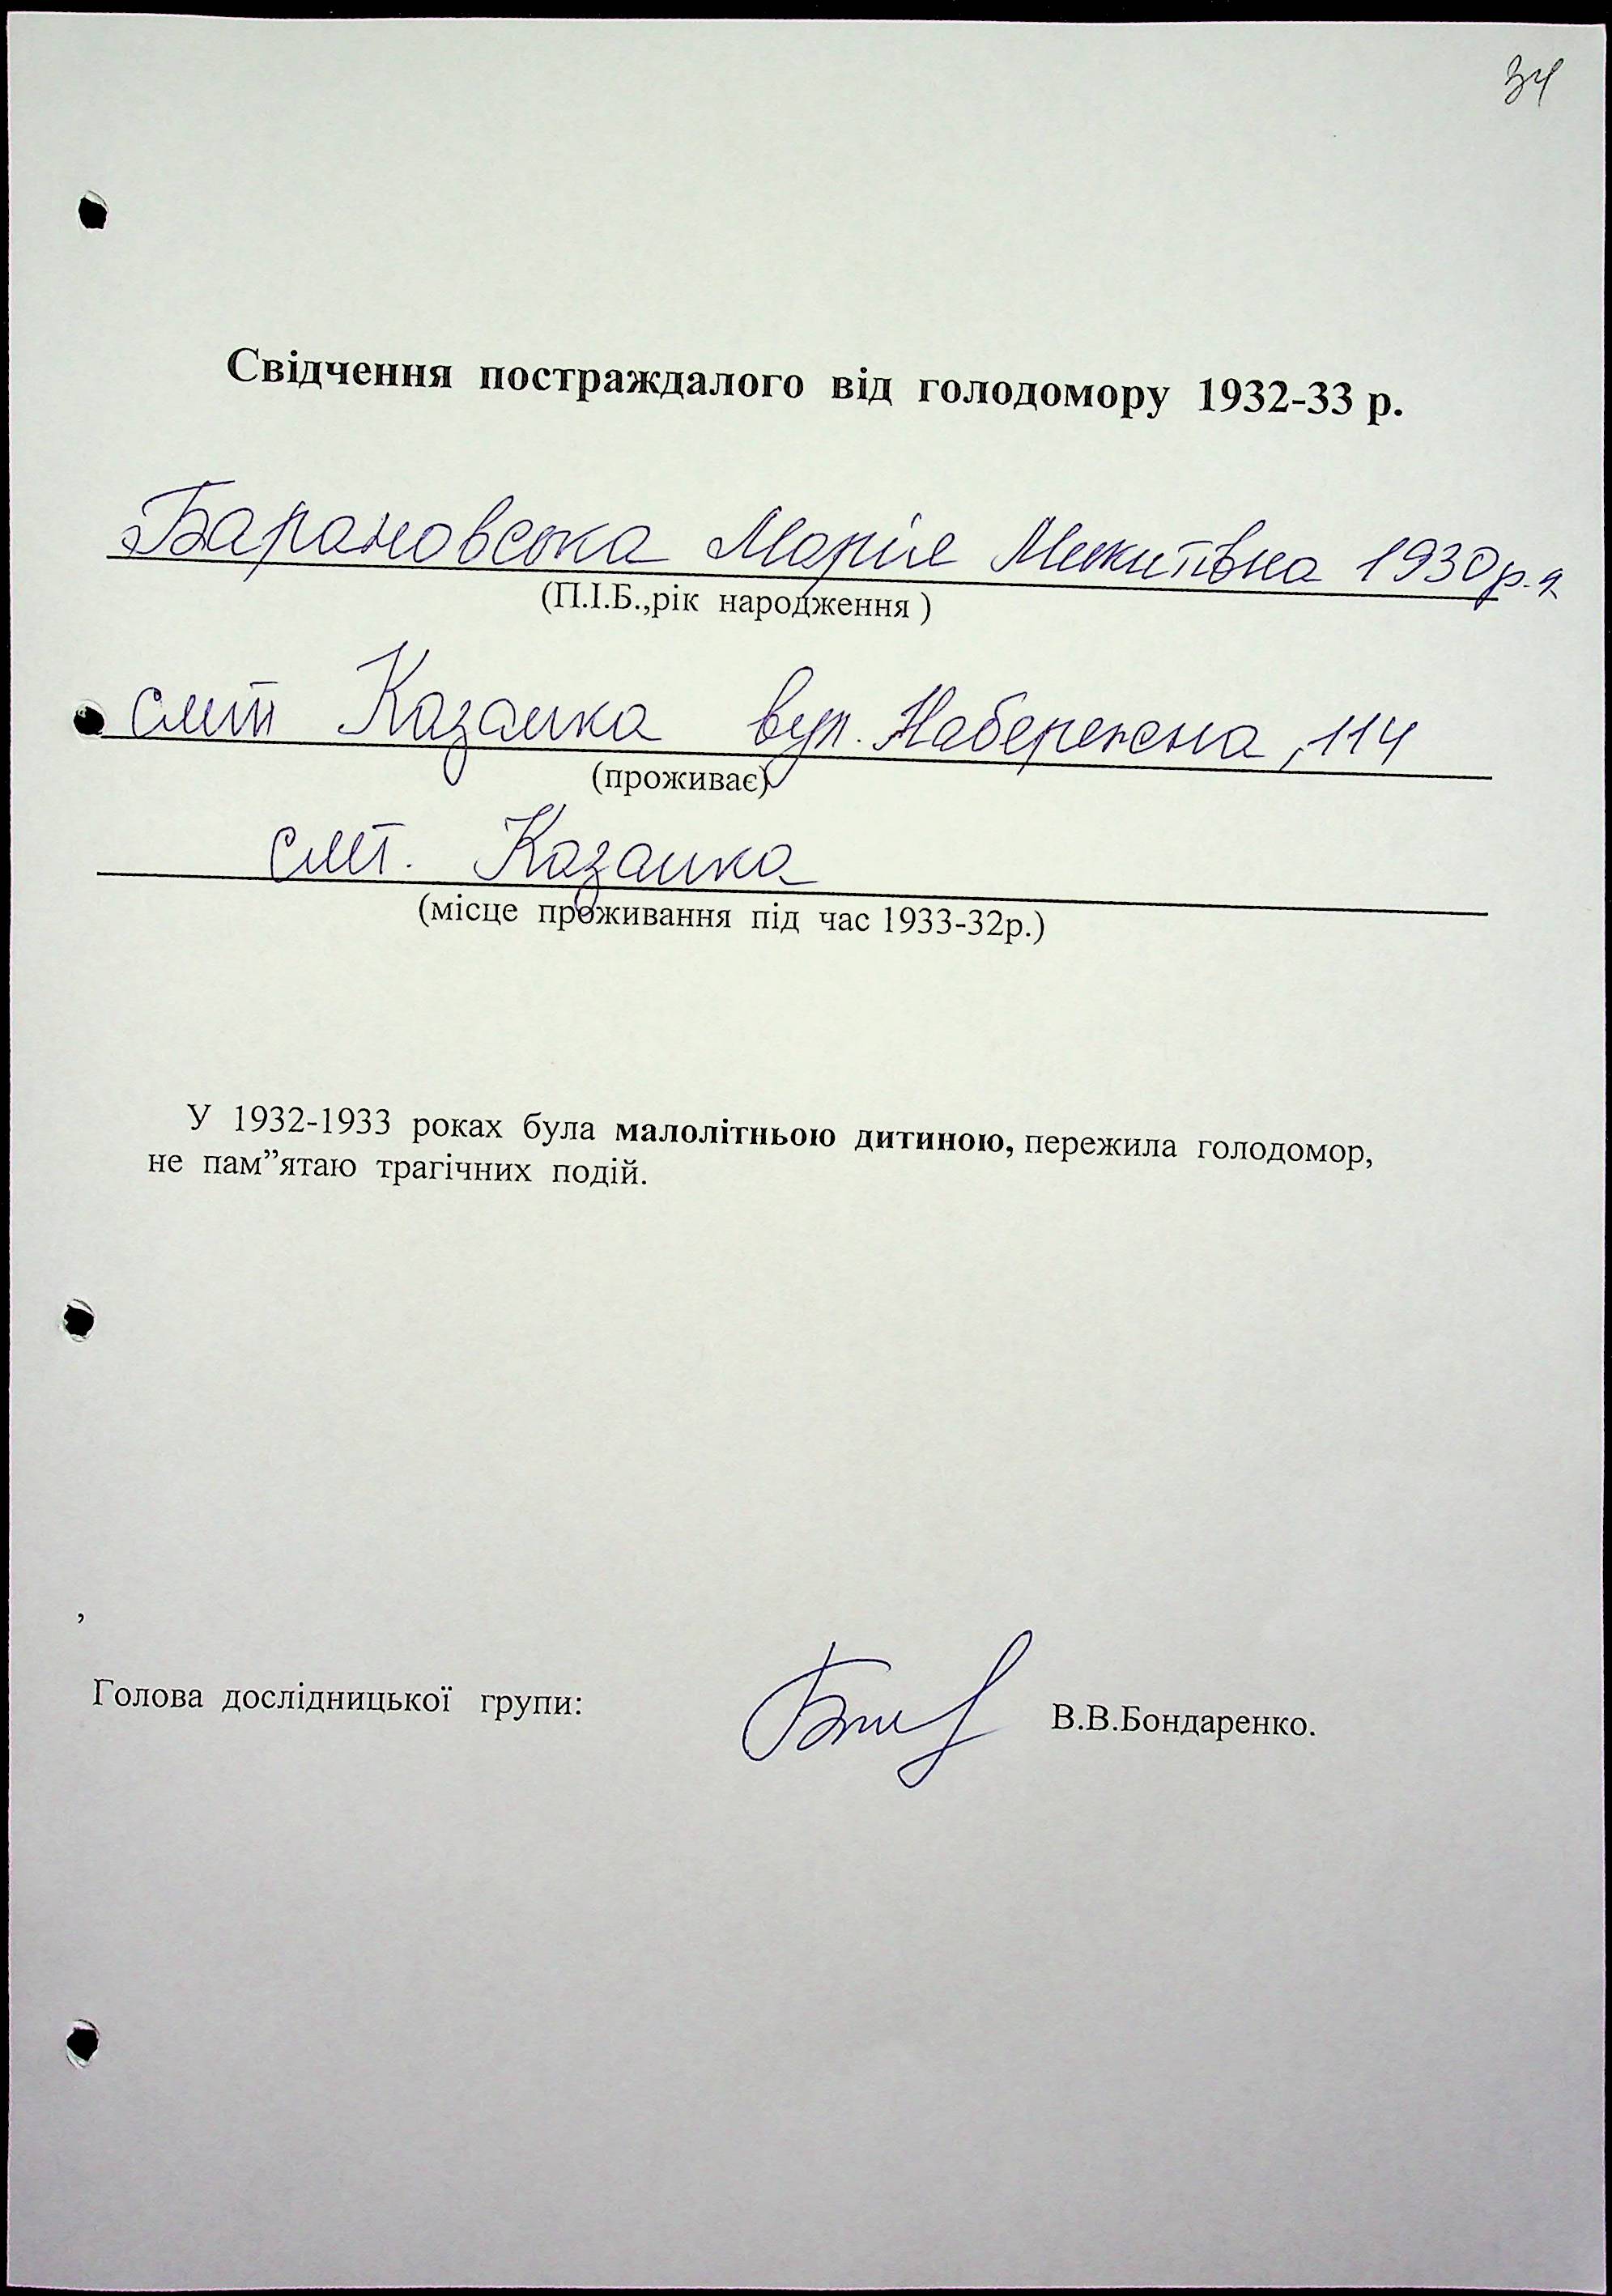 34
Свідчення постраждалого від голодомору 1932-33 р.
Барановська Марія Микитівна 1930р.н
(П.І.Б.,рік народження )
смт Казанка вул. Набережна, 114
(проживає)
смт. Казанка
(місце проживання під час 1933-32р.)
У 1932-1933 роках була малолітньою дитиною, пережила голодомор,
не пам”ятаю трагічних подій.
,
Голова дослідницької групи: В.В.Бондаренко.